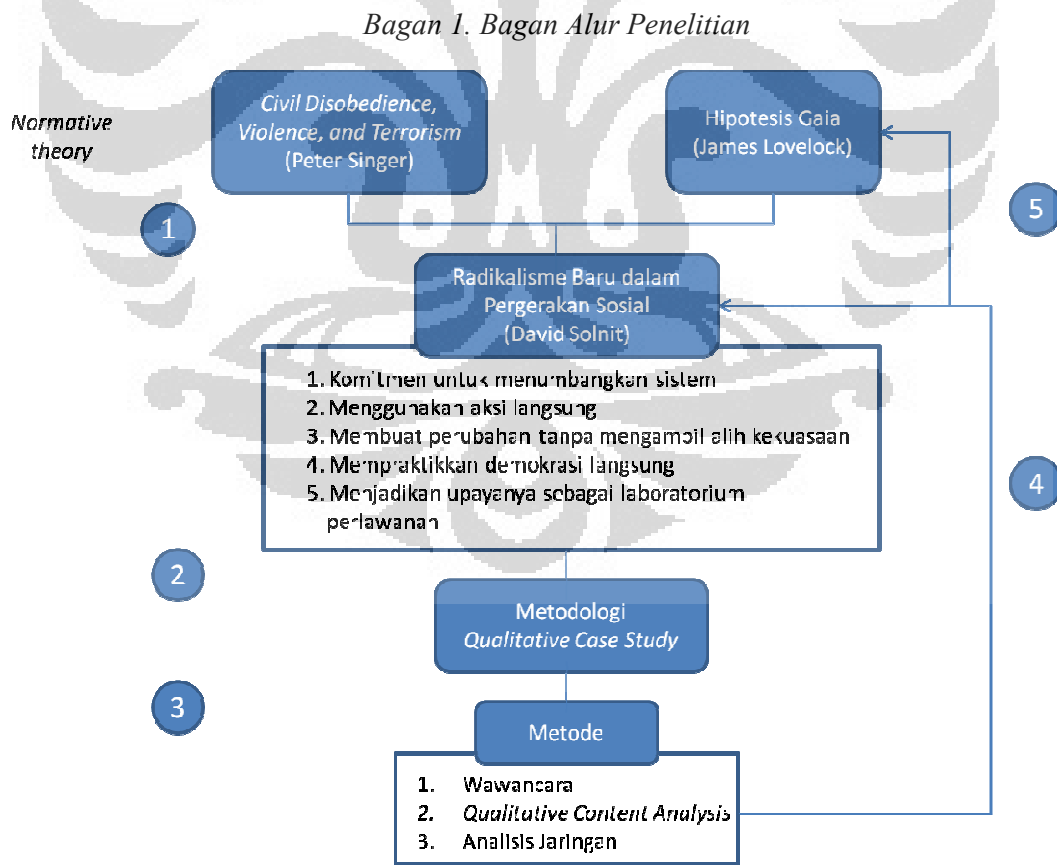 Bagan 1. Bagan Alur Penelitian
Normative
theory
Civil Disobedience,
Violence, and Terrorism
(Peter Singer)
Hipotesis Gaia
(James Lovelock)
1
5
Radikalisme Baru dalam
Pergerakan Sosial
(David Solnit)
1. Komitmen untuk menumbangkan sistem
2. Menggunakan aksi langsung
3. Membuat perubahan tanpa mengambil alih kekuasaan
4. Mempraktikkan demokrasi langsung
5. Menjadikan upayanya sebagai laboratorium
perlawanan
4
2
Metodologi
Qualitative Case Study
3
Metode
1. Wawancara
2. Qualitative Content Analysis
3. Analisis Jaringan